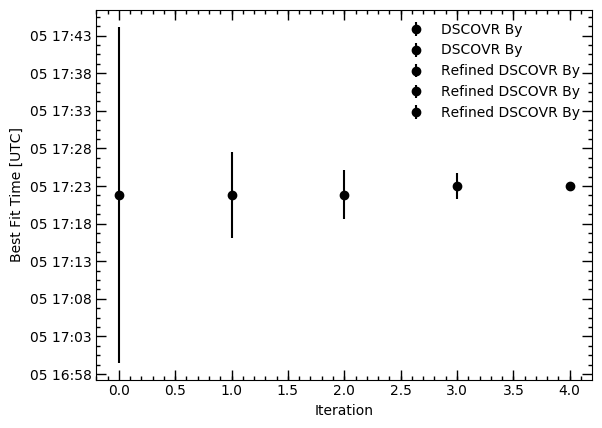 DSCOVR By
DSCOVR By
Refined DSCOVR By
Refined DSCOVR By
Refined DSCOVR By
Best Fit Time [UTC]
05 17:43
05 17:38
05 17:33
05 17:28
05 17:23
05 17:18
05 17:13
05 17:08
05 17:03
05 16:58
0.0 0.5 1.0 1.5 2.0 2.5 3.0 3.5 4.0
Iteration